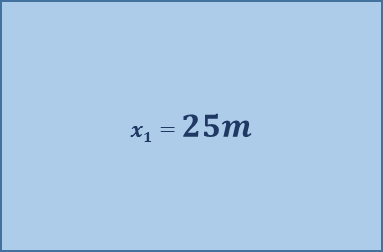 x₁ = 25m